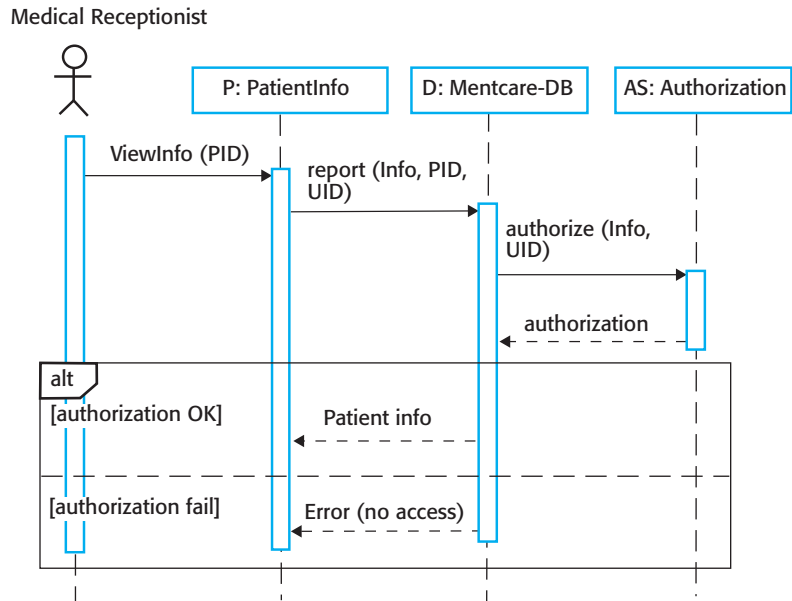 Medical Receptionist
P: PatientInfo
D: Mentcare-DB
AS: Authorization
ViewInfo (PID)
report (Info, PID,
UID)
authorize (Info,
UID)
authorization
alt
[authorization OK]
Patient info
[authorization fail]
Error (no access)